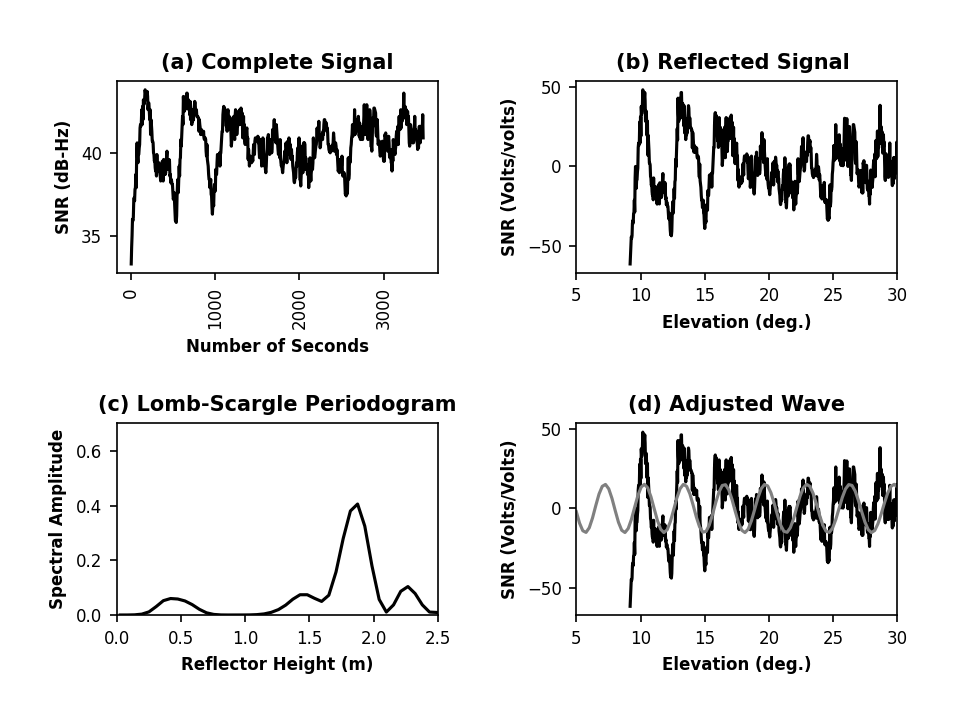 (a) Complete Signal
SNR (dB-Hz)
40
35
0
1000
2000
3000
Number of Seconds
(b) Reflected Signal
SNR (Volts/volts)
50
0
−50
5 10 15 20 25 30
Elevation (deg.)
(c) Lomb-Scargle Periodogram
Spectral Amplitude
0.6
0.4
0.2
0.0
0.0 0.5 1.0 1.5 2.0 2.5
Reflector Height (m)
(d) Adjusted Wave
SNR (Volts/Volts)
50
0
−50
5 10 15 20 25 30
Elevation (deg.)